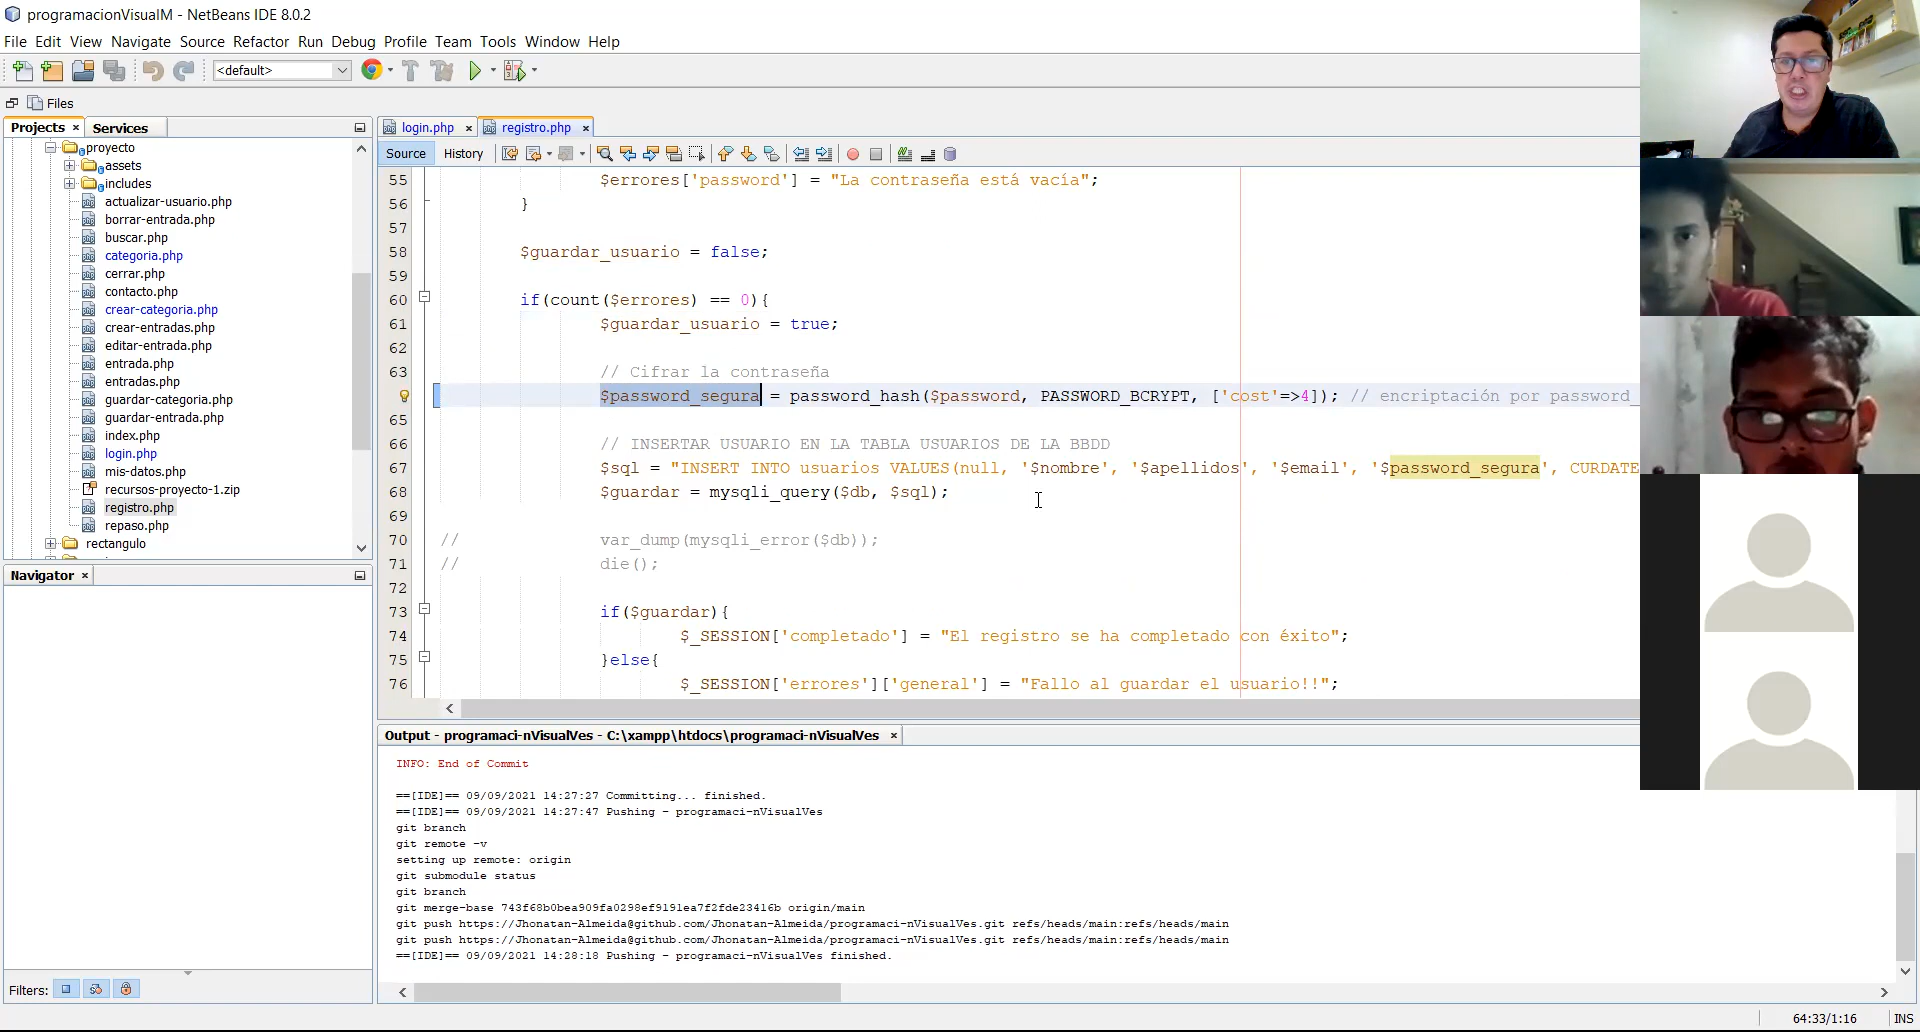 programacionVisualM - NetBeans IDE 8.0.2
File Edit View Navigate Source Refactor Run Debug Profile Team Tools Window Help
<default>
Files
Projects
Services
proyecto
assets
includes
actualizar-usuario.php
borrar-entrada.php
buscar.php
categoria.php
cerrar.php
contacto.php
crear-categoria.php
crear-entradas.php
editar-entrada.php
entrada.php
entradas.php
guardar-categoria.php
guardar-entrada.php
index.php
login.php
mis-datos.php
recursos-proyecto-1.zip
registro.php
repaso.php
rectangulo
Navigator
Filters:
login.php
registro.php
Source History
55 $errores['password'] = "La contraseña está vacía";
56 }
57
58 $guardar_usuario = false;
59
60 if(count($errores) == 0){
61 $guardar_usuario = true;
62
63 // Cifrar la contraseña
$password_segura = password_hash($password, PASSWORD_BCRYPT, ['cost'=>4]); // encriptación por password_
65
66 // INSERTAR USUARIO EN LA TABLA USUARIOS DE LA BBDD
67 $sql = "INSERT INTO usuarios VALUES(null, '$nombre', '$apellidos', '$email', '$password_segura', CURDATE
68 $guardar = mysqli_query($db, $sql);
69
70 // var_dump(mysqli_error($db));
71 // die();
72
73 if($guardar){
74 $_SESSION['completado'] = "El registro se ha completado con éxito";
75 }else{
76 $_SESSION['errores']['general'] = "Fallo al guardar el usuario!!";
Output - programaci-nVisualVes - C:\xampp\htdocs\programaci-nVisualVes
INFO: End of Commit
==[IDE]== 09/09/2021 14:27:27 Committing... finished.
==[IDE]== 09/09/2021 14:27:47 Pushing - programaci-nVisualVes
git branch
git remote -v
setting up remote: origin
git submodule status
git branch
git merge-base 743f68b0bea909fa0298ef9191ea7f2fde23416b origin/main
git push https://Jhonatan-Almeida@github.com/Jhonatan-Almeida/programaci-nVisualVes.git refs/heads/main:refs/heads/main
git push https://Jhonatan-Almeida@github.com/Jhonatan-Almeida/programaci-nVisualVes.git refs/heads/main:refs/heads/main
==[IDE]== 09/09/2021 14:28:18 Pushing - programaci-nVisualVes finished.
64:33/1:16 INS